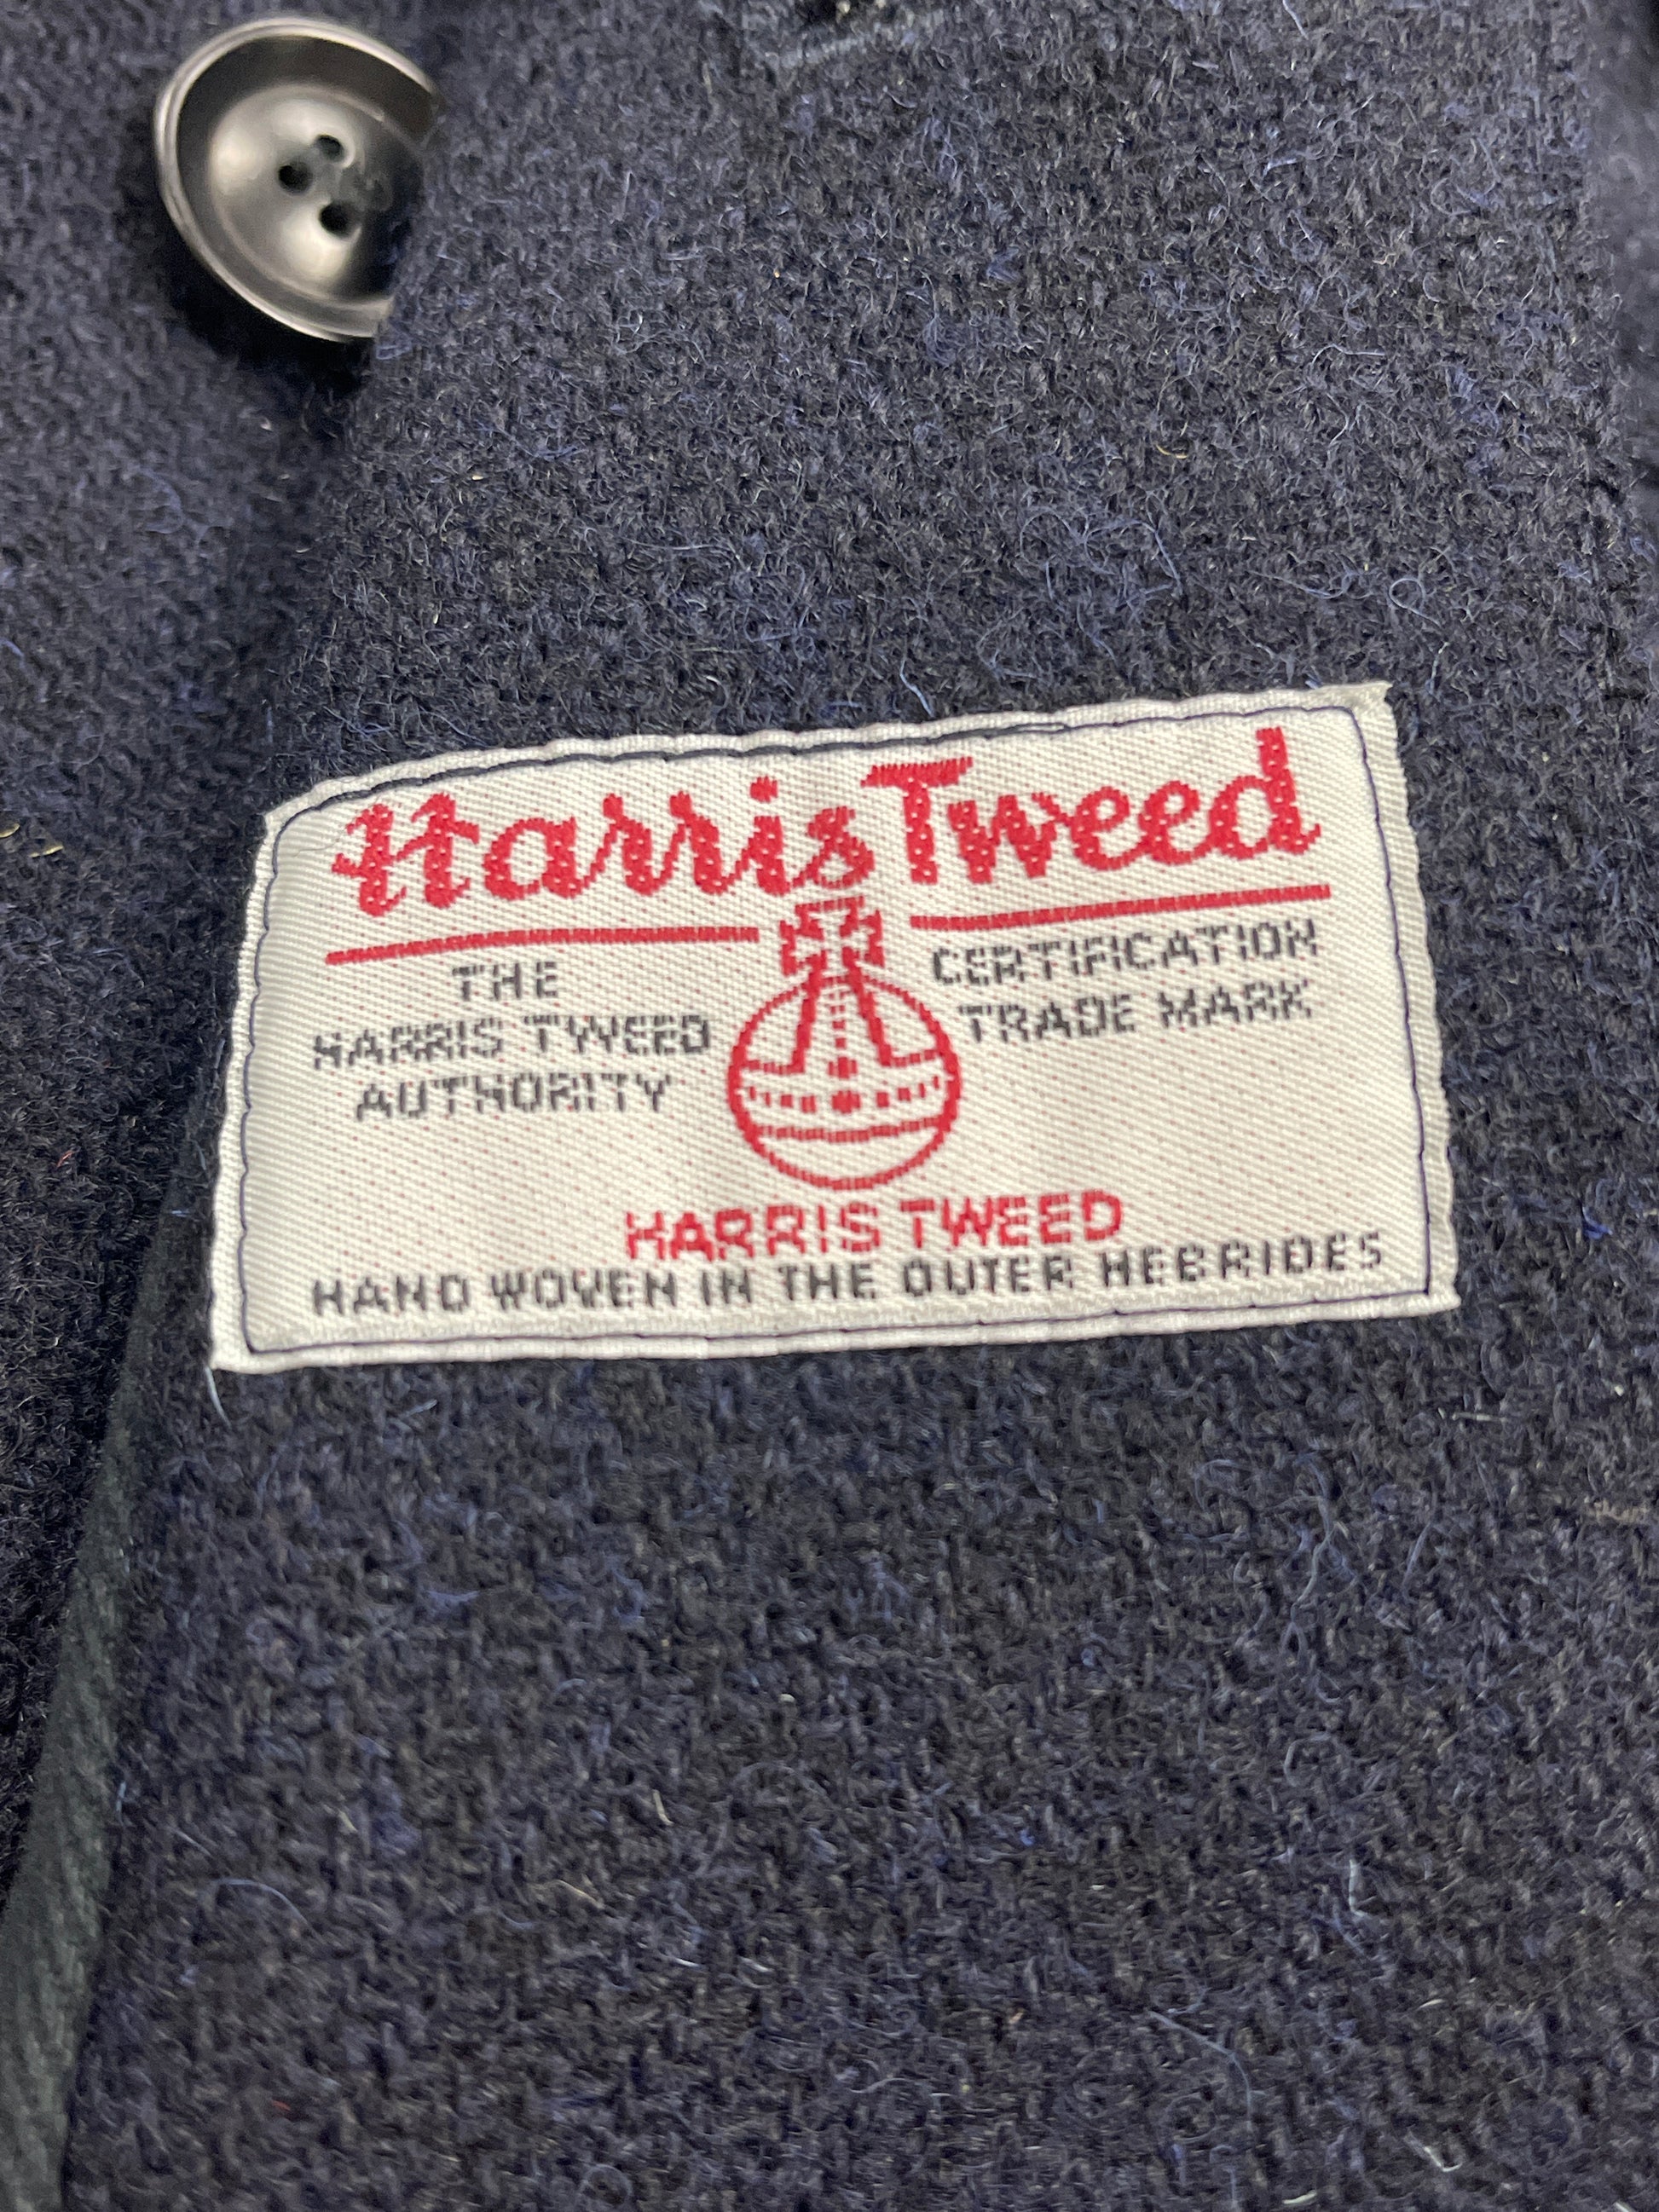 Harris Tweed
THE
HARRIS TWEED
AUTHORITY
CERTIFICATION
TRADE MARK
HARRIS TWEED
HAND WOVEN IN THE OUTER HEBRIDES